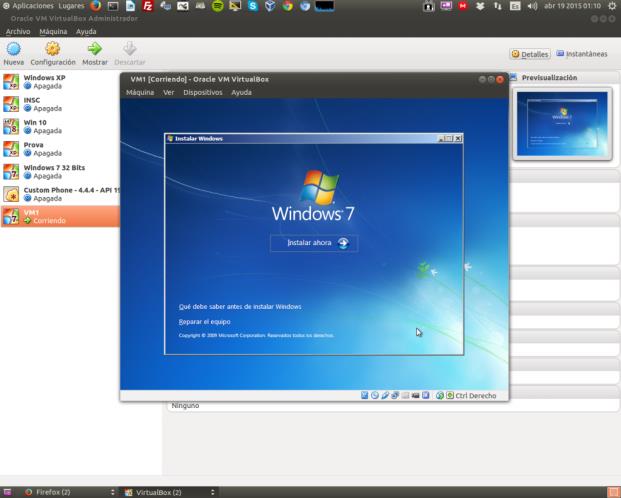 Aplicaciones Lugares
Es
abr 19 2015 01:10
Oracle VM VirtualBox Administrador
Archivo Máquina Ayuda
Nueva Configuración Mostrar Descartar
Detalles Instantáneas
Windows XP
Apagada
INSC
Apagada
Win 10
Apagada
Prova
Apagada
Windows 7 32 Bits
Apagada
Custom Phone - 4.4.4 - API 19
Apagada
VM1
Corriendo
Previsualización
VM1 [Corriendo] - Oracle VM VirtualBox
Máquina Ver Dispositivos Ayuda
Instalar Windows
Windows 7
Instalar ahora
Qué debe saber antes de instalar Windows
Reparar el equipo
Copyright © 2009 Microsoft Corporation. Reservados todos los derechos.
Ctrl Derecho
Ninguno
Firefox (2)
VirtualBox (2)